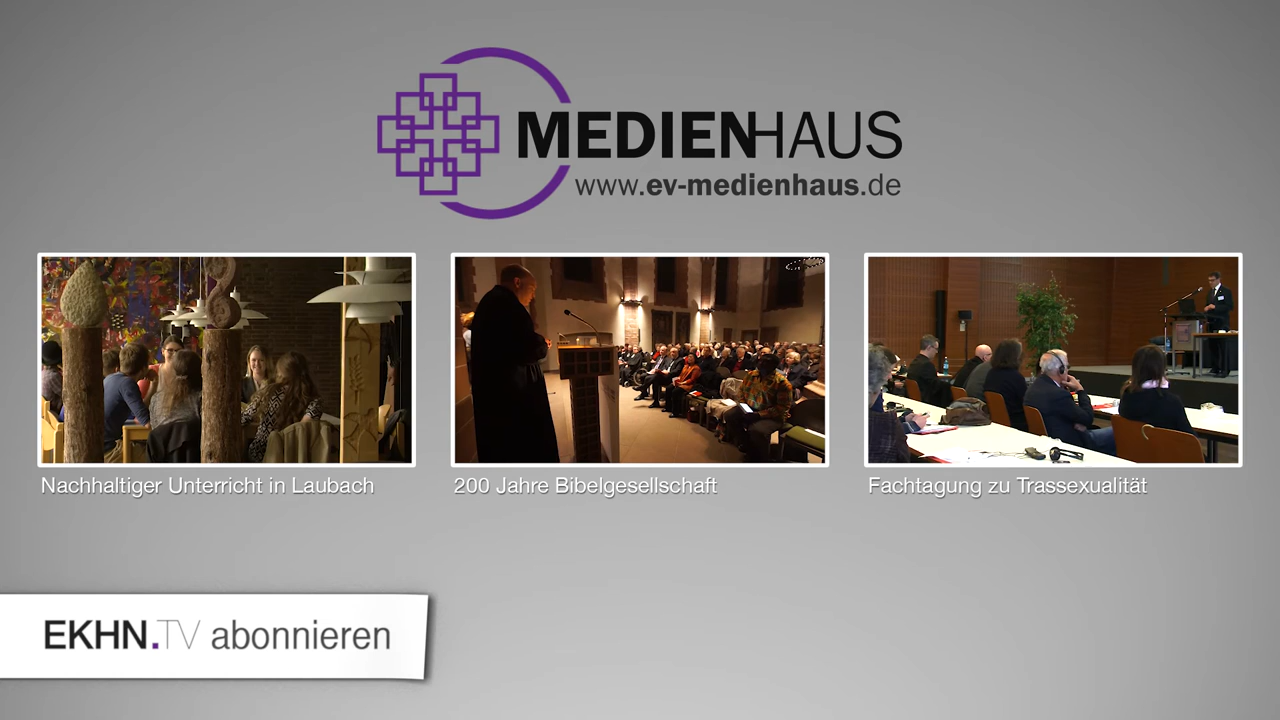 MEDIENHAUS
www.ev-medienhaus.de
Nachhaltiger Unterricht in Laubach
200 Jahre Bibelgesellschaft
Fachtagung zu Trassexualität
EKHN.TV abonnieren